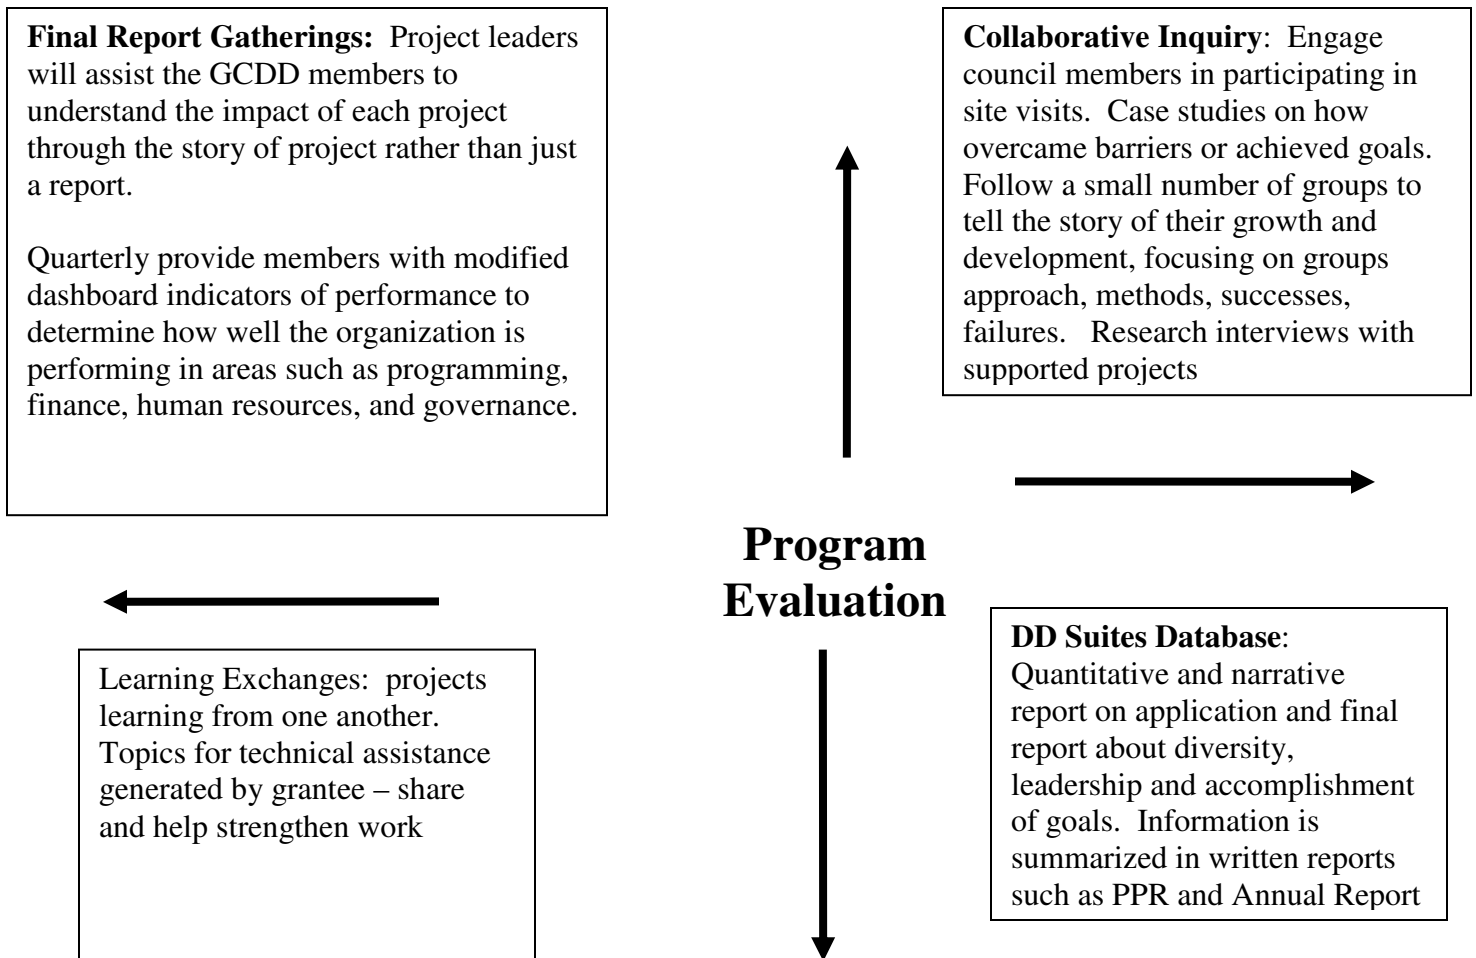 Final Report Gatherings: Project leaders
will assist the GCDD members to
understand the impact of each project
through the story of project rather than just
a report.
Quarterly provide members with modified
dashboard indicators of performance to
determine how well the organization is
performing in areas such as programming,
finance, human resources, and governance.
Collaborative Inquiry: Engage
council members in participating in
site visits. Case studies on how
overcame barriers or achieved goals.
Follow a small number of groups to
tell the story of their growth and
development, focusing on groups
approach, methods, successes,
failures. Research interviews with
supported projects
Program
Evaluation
Learning Exchanges: projects
learning from one another.
Topics for technical assistance
generated by grantee – share
and help strengthen work
DD Suites Database:
Quantitative and narrative
report on application and final
report about diversity,
leadership and accomplishment
of goals. Information is
summarized in written reports
such as PPR and Annual Report